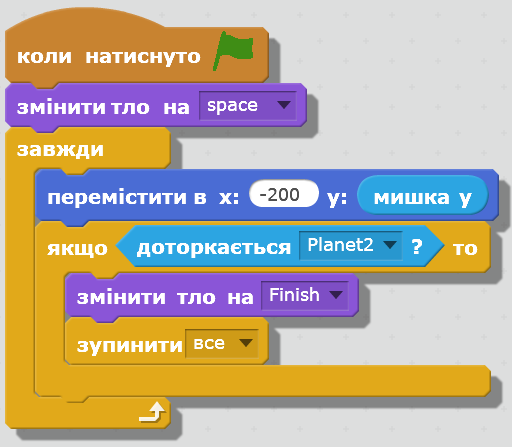 коли натиснуто
змінити тло на space
завжди
перемістити в x: -200 y: мишка y
якщо доторкається Planet2 ? то
змінити тло на Finish
зупинити все